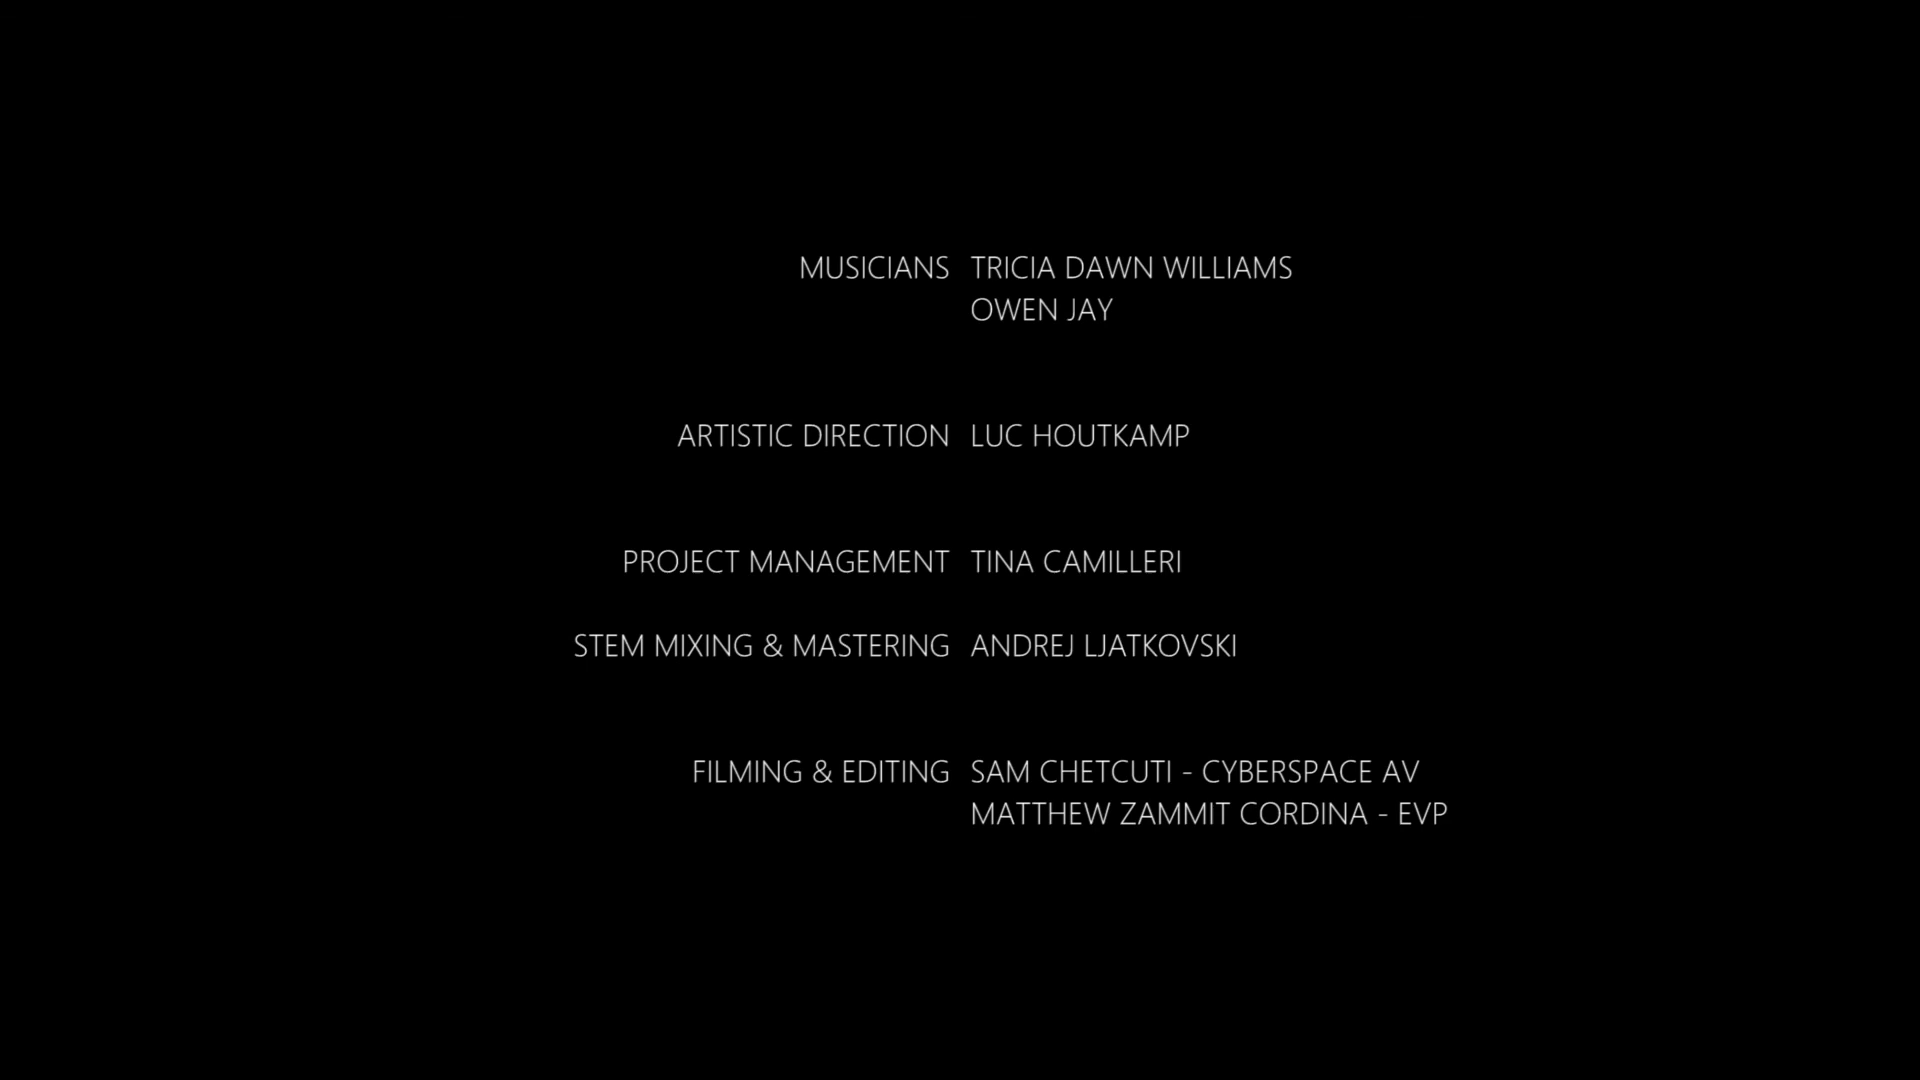 MUSICIANS TRICIA DAWN WILLIAMS
OWEN JAY
ARTISTIC DIRECTION LUC HOUTKAMP
PROJECT MANAGEMENT TINA CAMILLERI
STEM MIXING & MASTERING ANDREJ LJATKOVSKI
FILMING & EDITING SAM CHETCUTI - CYBERSPACE AV
MATTHEW ZAMMIT CORDINA - EVP